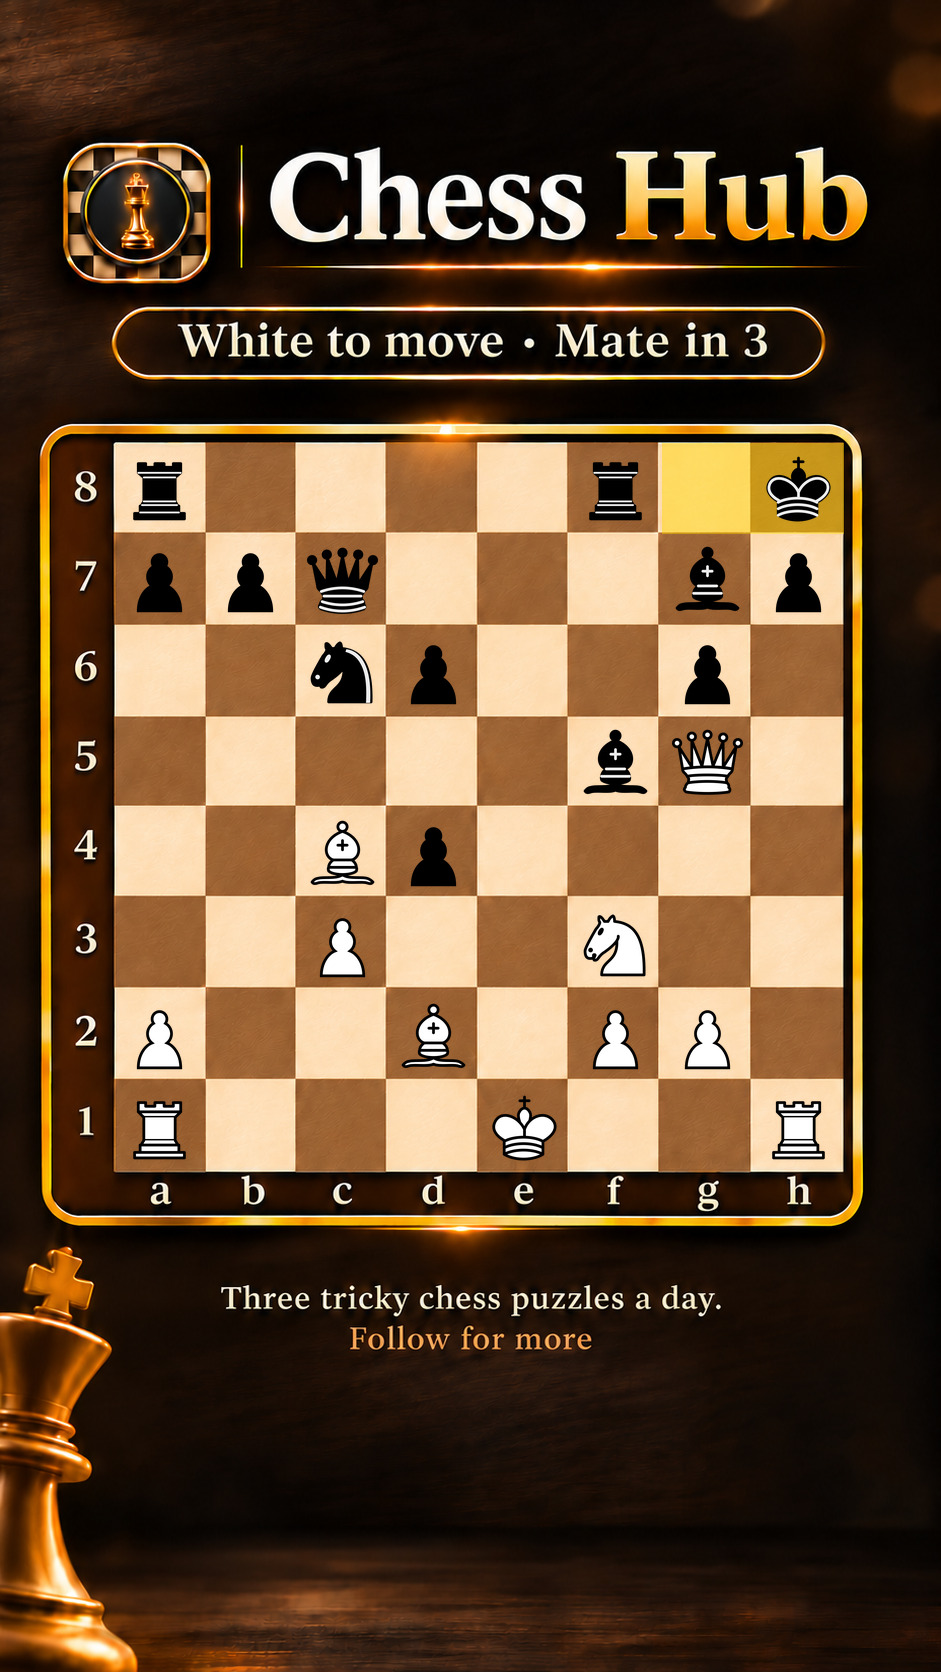 Chess Hub
White to move • Mate in 3
8
7
6
5
4
3
2
1
a b c d e f g h
Three tricky chess puzzles a day.
Follow for more